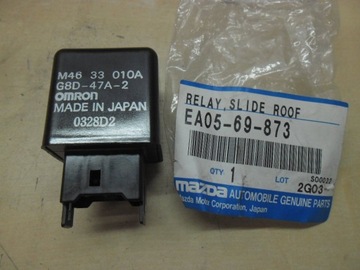 M46 33 010A
G8D-47A-2
OMRON
MADE IN JAPAN
0328D2
RELAY,SLIDE ROOF
EA05-69-873
QTY 1 LOT
2G03
mazda AUTOMOBILE GENUINE PARTS
Mazda Motor Corporation, Japan